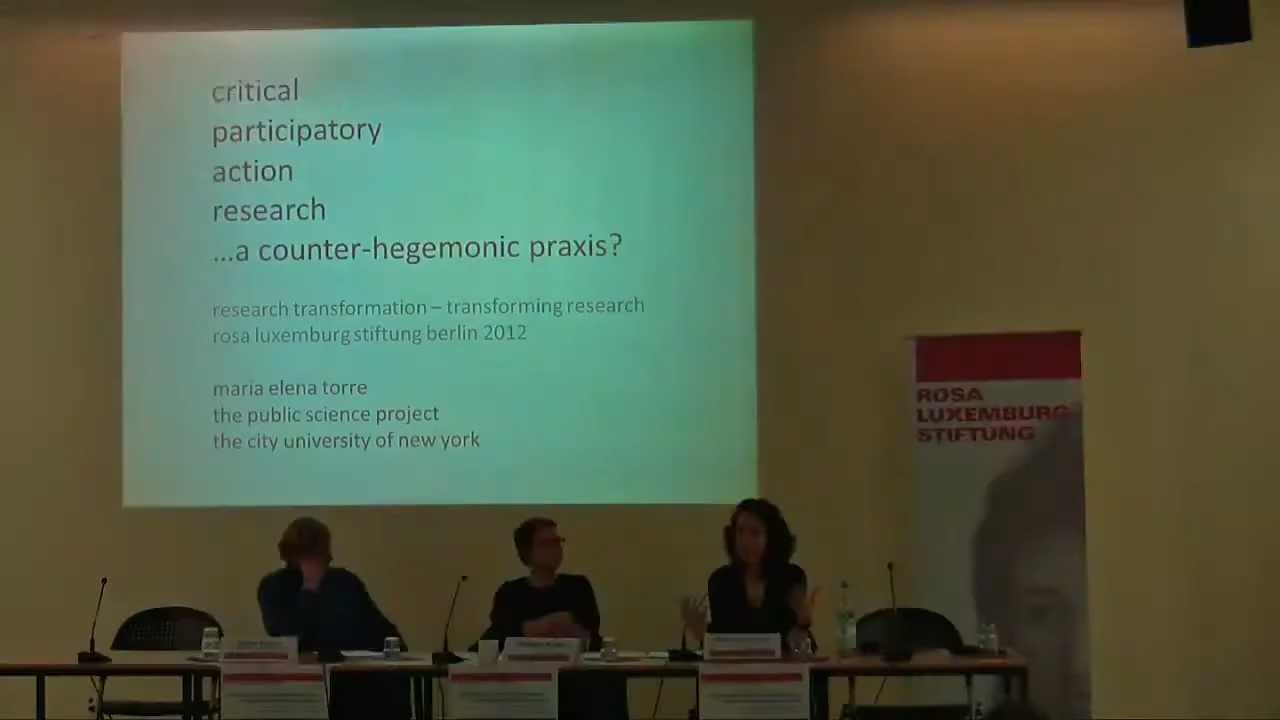 critical
participatory
action
research
...a counter-hegemonic praxis?
research transformation – transforming research
rosa luxemburg stiftung berlin 2012
maria elena torre
the public science project
the city university of new york
ROSA
LUXEMBURG
STIFTUNG